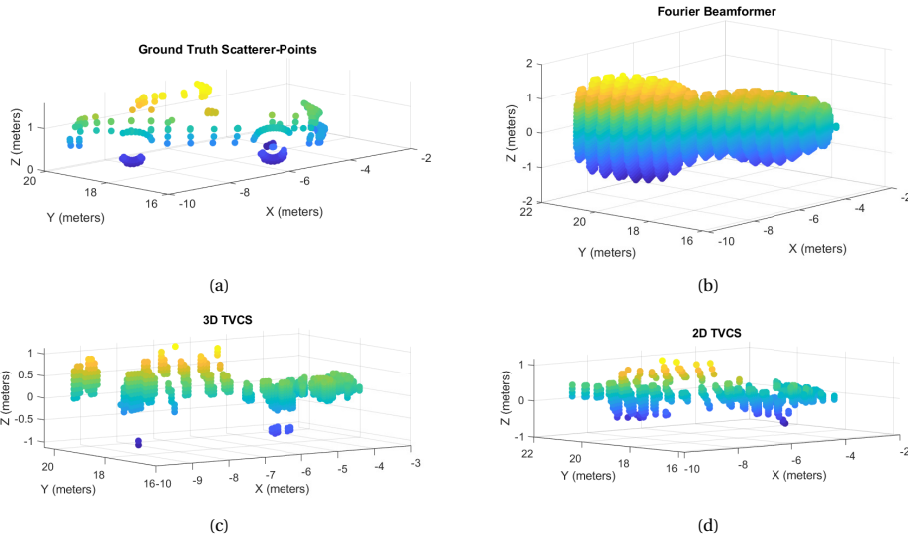 Ground Truth Scatterer-Points
Z (meters)
1
0
20
18
16
-10
-8
-6
-4
-2
Y (meters)
X (meters)
(a)
Fourier Beamformer
Z (meters)
2
1
0
-1
-2
22
20
18
16
-10
-8
-6
-4
-2
Y (meters)
X (meters)
(b)
3D TVCS
Z (meters)
1
0.5
0
-0.5
-1
20
18
16
-10
-9
-8
-7
-6
-5
-4
-3
Y (meters)
X (meters)
(c)
2D TVCS
Z (meters)
1
0
-1
22
20
18
16
-10
-8
-6
-4
-2
Y (meters)
X (meters)
(d)